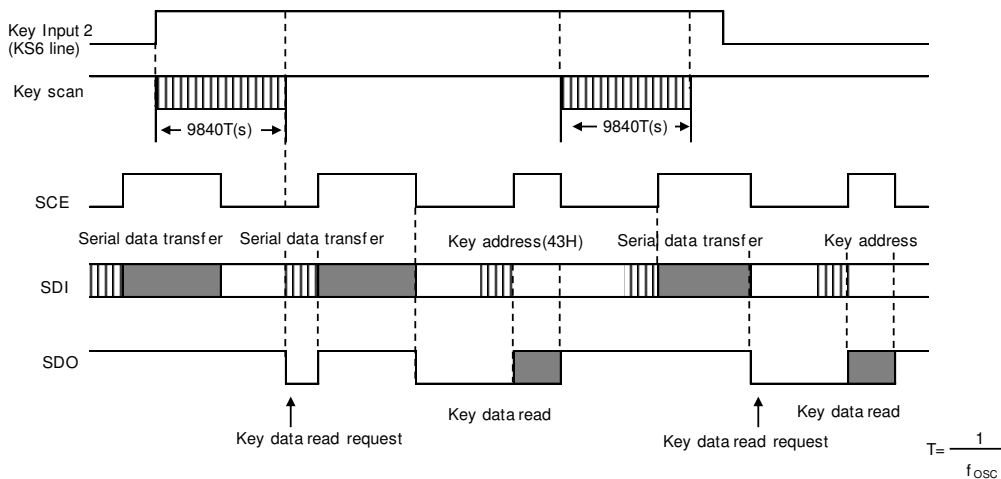 Key Input 2
(KS6 line)
Key scan
9840T(s)
9840T(s)
SCE
Serial data transfer
Serial data transfer
Key address(43H)
Serial data transfer
Key address
SDI
SDO
Key data read
Key data read
Key data read request
Key data read request
T= 1
fOSC